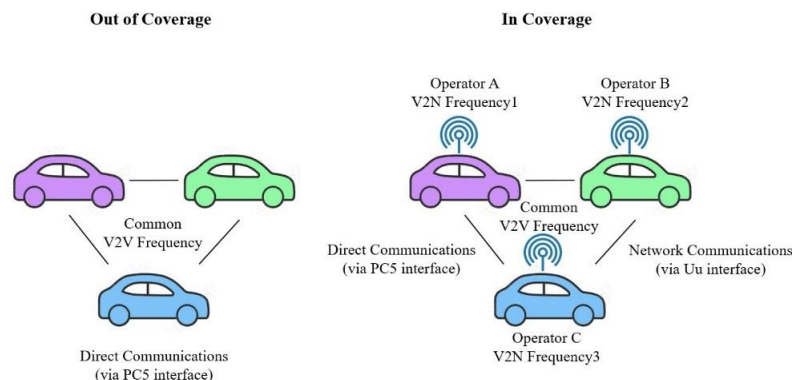 Out of Coverage
Common
V2V Frequency
Direct Communications
(via PC5 interface)
In Coverage
Operator A
V2N Frequency1
Operator B
V2N Frequency2
Common
V2V Frequency
Direct Communications
(via PC5 interface)
Network Communications
(via Uu interface)
Operator C
V2N Frequency3